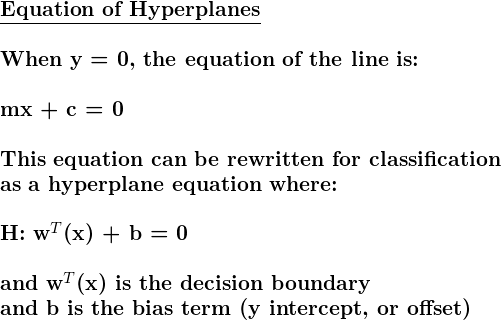 Equation of Hyperplanes
When y = 0, the equation of the line is:
mx + c = 0
This equation can be rewritten for classification
as a hyperplane equation where:
H: w^T(x) + b = 0
and w^T(x) is the decision boundary
and b is the bias term (y intercept, or offset)